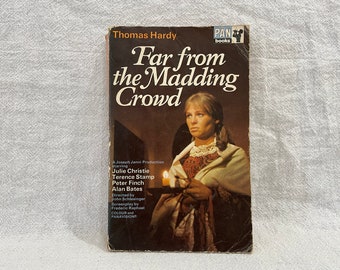 Thomas Hardy
PAN
books
Far from
the Madding
Crowd
A Joseph Janni Production
starring
Julie Christie
Terence Stamp
Peter Finch
Alan Bates
Directed by
John Schlesinger
Screenplay by
Frederic Raphael
COLOUR and
PANAVISION